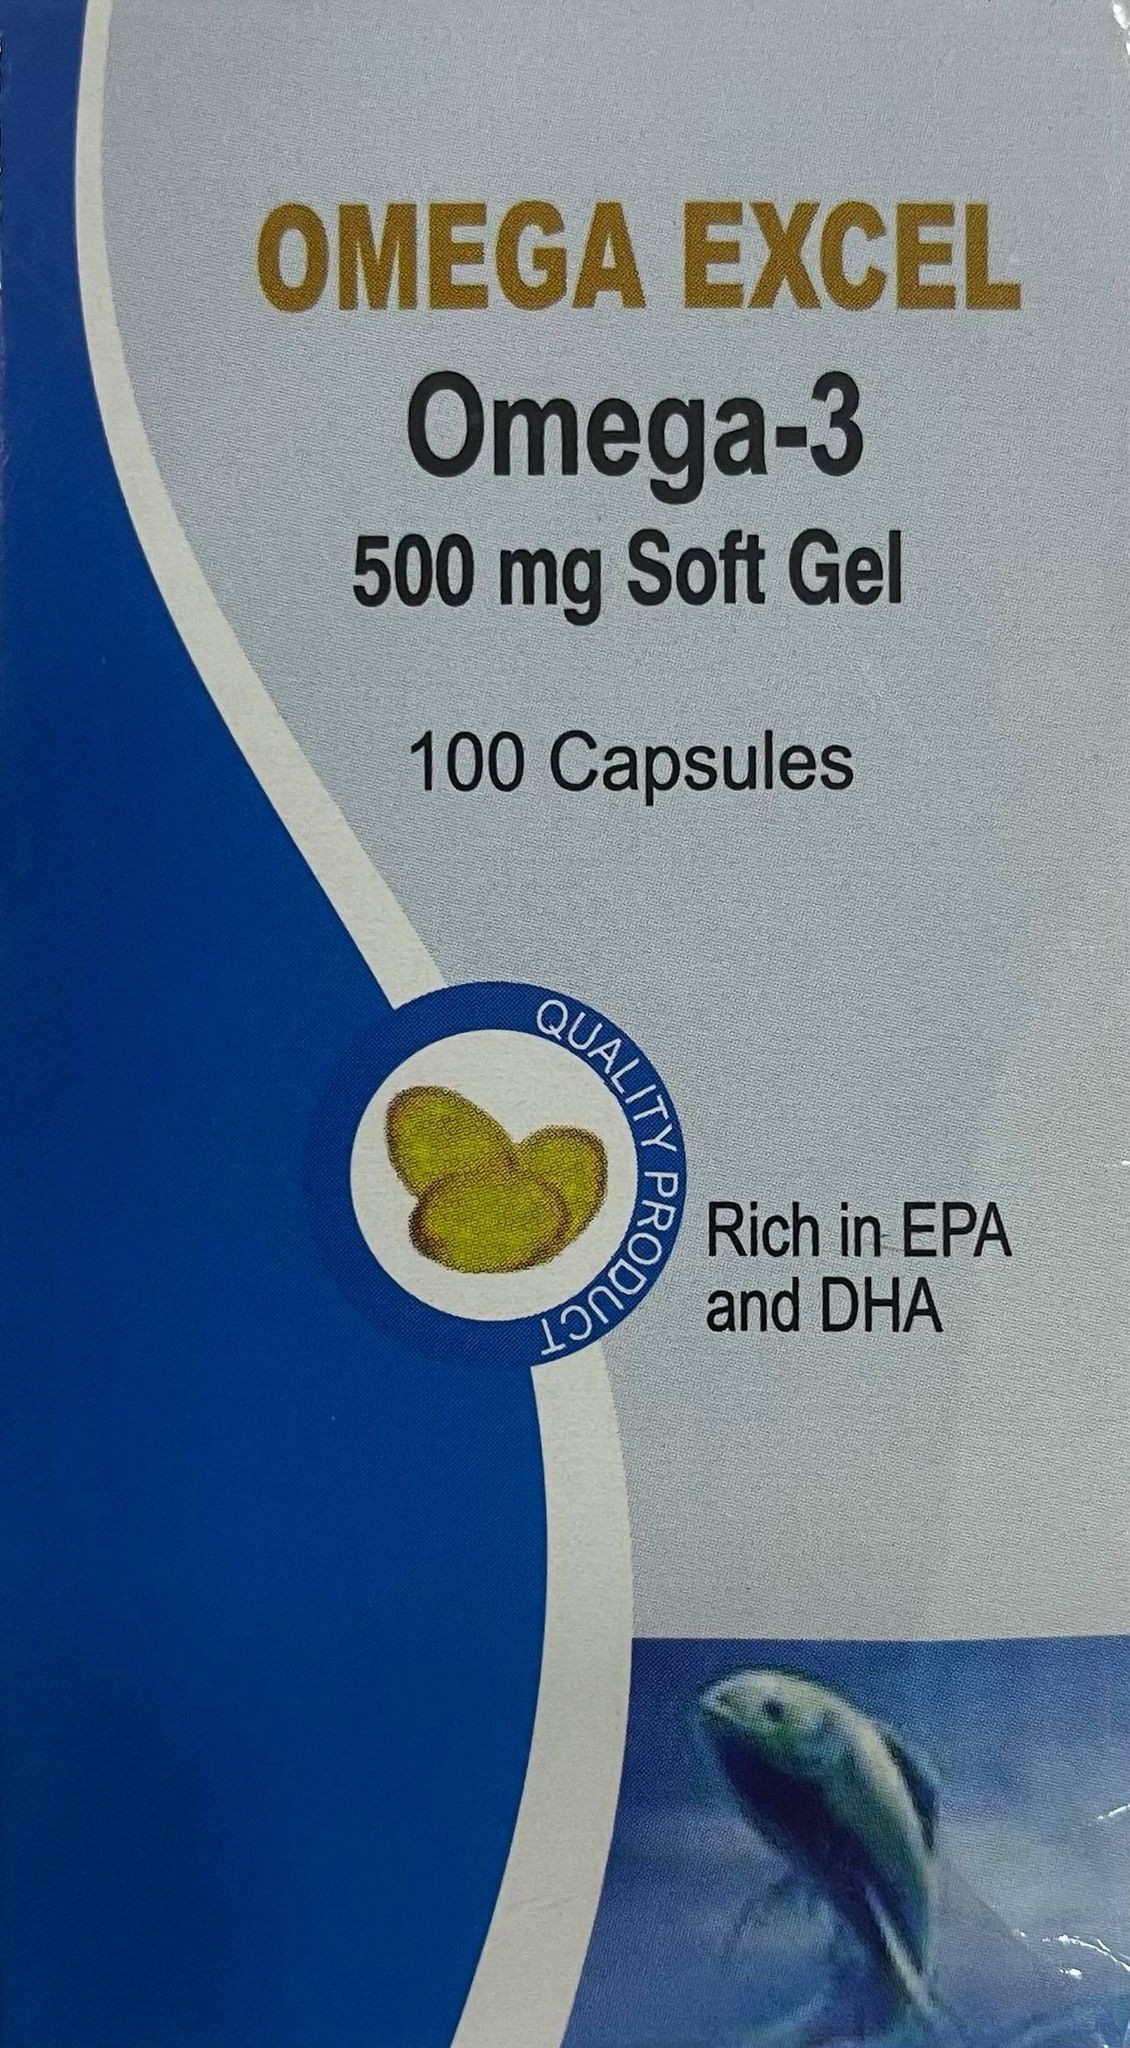 OMEGA EXCEL
Omega-3
500 mg Soft Gel
100 Capsules
QUALITY PRODUCT
Rich in EPA
and DHA